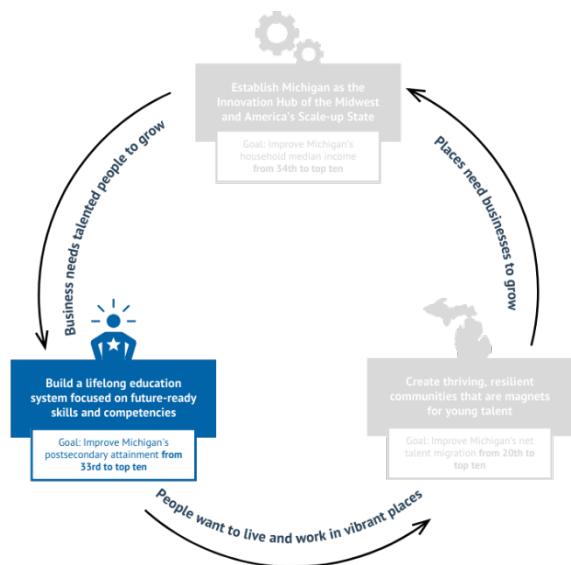 Establish Michigan as the
Innovation Hub of the Midwest
and America's Scale-up State
Goal: Improve Michigan's
household median income
from 34th to top ten
Business needs talented people to grow
Places need businesses to grow
Build a lifelong education
system focused on future-ready
skills and competencies
Goal: Improve Michigan's
postsecondary attainment from
33rd to top ten
Create thriving, resilient
communities that are magnets
for young talent
Goal: Improve Michigan's net
talent migration from 20th to
top ten
People want to live and work in vibrant places